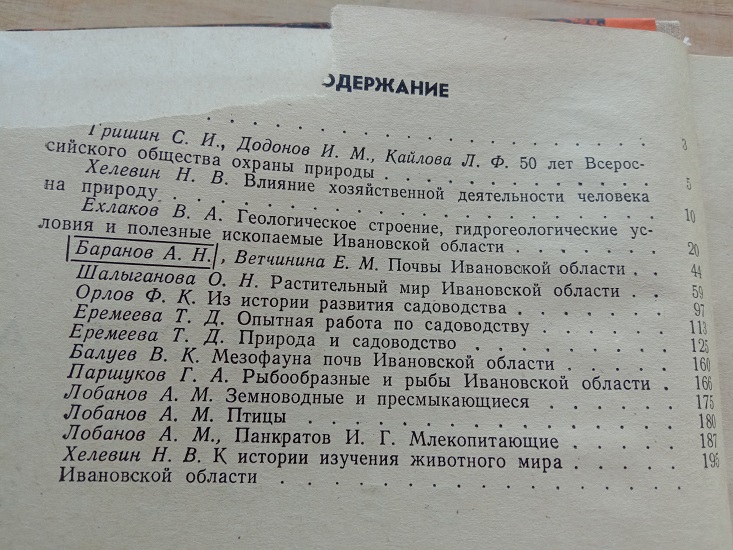 ОДЕРЖАНИЕ
. . . . . . . . . . . . . . . 3
Гришин С. И., Додонов И. М., Кайлова Л. Ф. 50 лет Всерос-
сийского общества охраны природы . . . . . . . . . 5
Хелевин Н. В. Влияние хозяйственной деятельности человека
на природу . . . . . . . . . . . . . . . 10
Ехлаков В. А. Геологическое строение, гидрогеологические ус-
ловия и полезные ископаемые Ивановской области . . . . . 20
Баранов А. Н., Ветчинина Е. М. Почвы Ивановской области . . 44
Шалыганова О. Н. Растительный мир Ивановской области . . 59
Орлов Ф. К. Из истории развития садоводства . . . . . . 97
Еремеева Т. Д. Опытная работа по садоводству . . . . . . 113
Еремеева Т. Д. Природа и садоводство . . . . . . . . 125
Балуев В. К. Мезофауна почв Ивановской области . . . . . 160
Паршуков Г. А. Рыбообразные и рыбы Ивановской области . 166
Лобанов А. М. Земноводные и пресмыкающиеся . . . . . . 175
Лобанов А. М. Птицы . . . . . . . . . . . . 180
Лобанов А. М., Панкратов И. Г. Млекопитающие . . . . . 187
Хелевин Н. В. К истории изучения животного мира . . . . . 195
Ивановской области . . . . . . . . . . . .